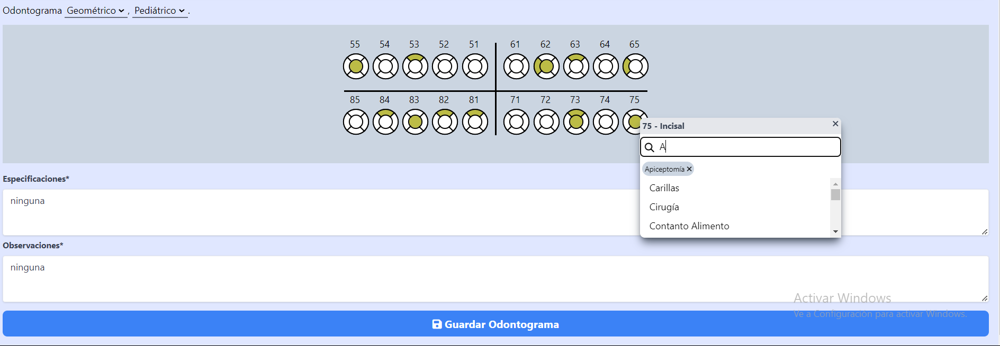 Odontograma Geométrico , Pediátrico .
55 54 53 52 51 61 62 63 64 65
85 84 83 82 81 71 72 73 74 75
75 - Incisal
A
Apiceptomía
Carillas
Cirugía
Contanto Alimento
Especificaciones*
ninguna
Observaciones*
ninguna
Activar Windows
Ve a Configuración para activar Windows.
Guardar Odontograma